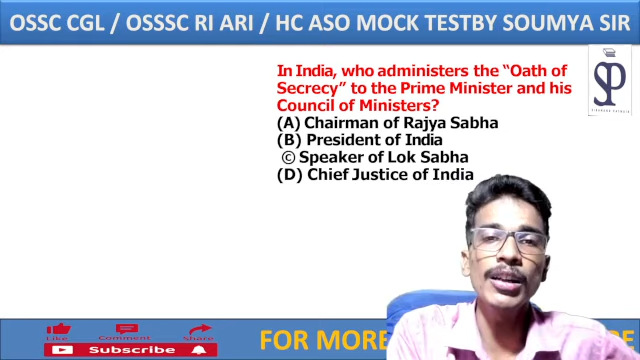 OSSC CGL / OSSSC RI ARI / HC ASO MOCK TESTBY SOUMYA SIR
In India, who administers the “Oath of
Secrecy” to the Prime Minister and his
Council of Ministers?
(A) Chairman of Rajya Sabha
(B) President of India
© Speaker of Lok Sabha
(D) Chief Justice of India
SP
Like
Comment
Share
Subscribe
FOR MORE
RE